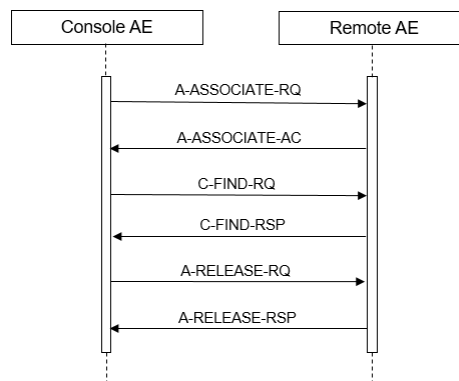 Console AE
Remote AE
A-ASSOCIATE-RQ
A-ASSOCIATE-AC
C-FIND-RQ
C-FIND-RSP
A-RELEASE-RQ
A-RELEASE-RSP